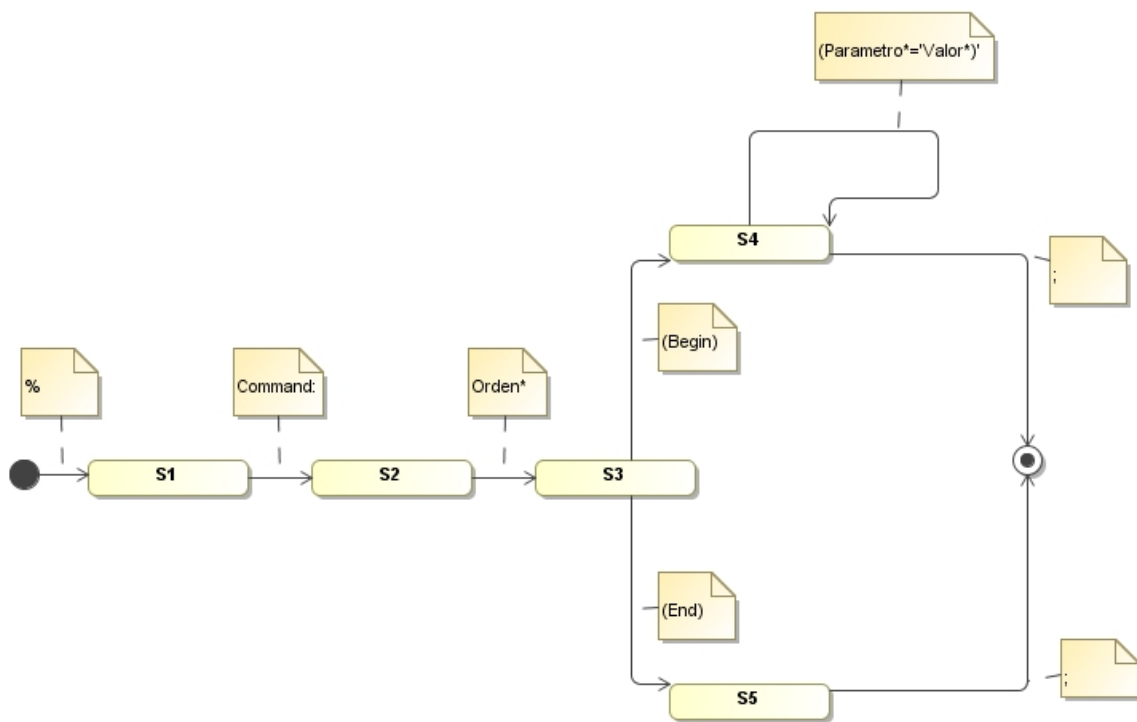 (Parametro*='Valor*)'
S4
;
(Begin)
%
Command:
Orden*
S1
S2
S3
(End)
;
S5